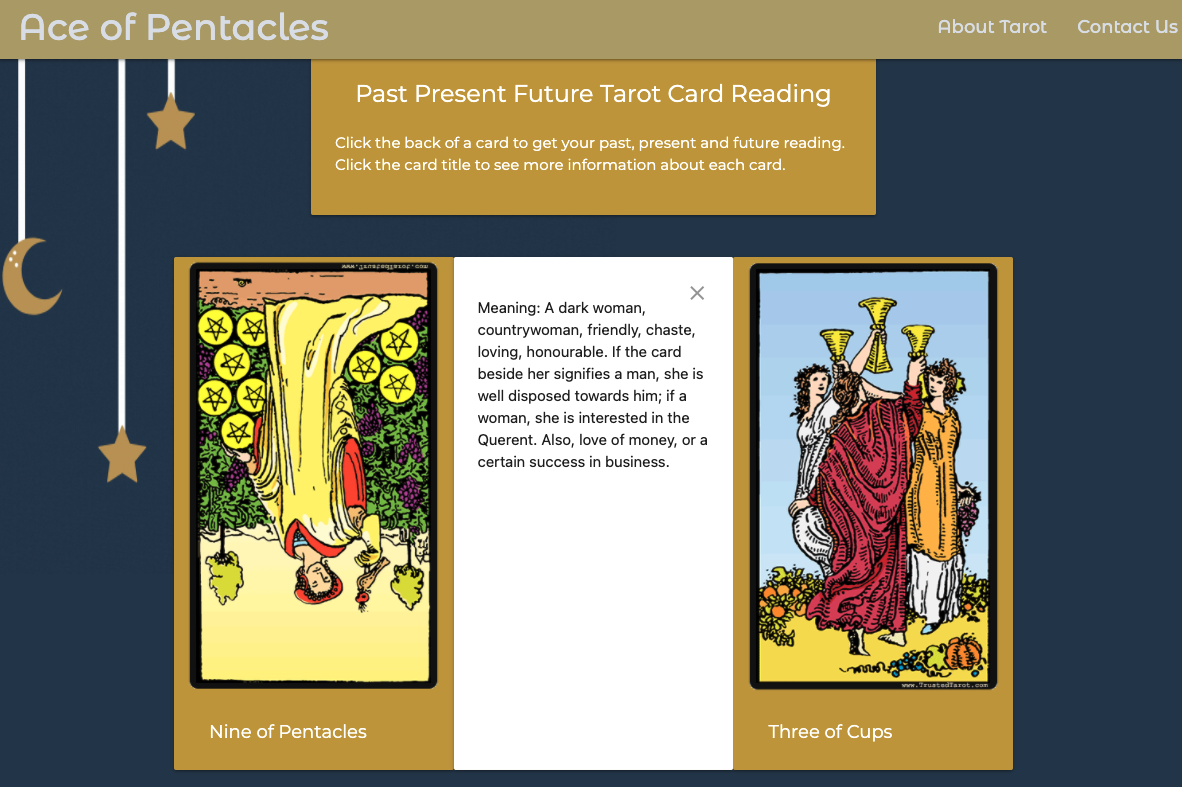 Ace of Pentacles
About Tarot
Contact Us
Past Present Future Tarot Card Reading
Click the back of a card to get your past, present and future reading.
Click the card title to see more information about each card.
www.TrustedTarot.com
Meaning: A dark woman,
countrywoman, friendly, chaste,
loving, honourable. If the card
beside her signifies a man, she is
well disposed towards him; if a
woman, she is interested in the
Querent. Also, love of money, or a
certain success in business.
www.TrustedTarot.com
Nine of Pentacles
Three of Cups